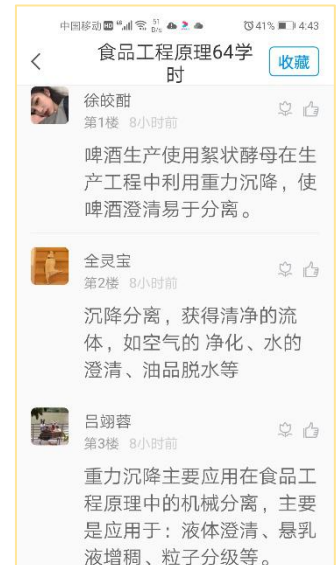 中国移动 HD 46 51 B/s 41% 4:43
食品工程原理64学时
收藏
徐皎酣
第1楼 8小时前
啤酒生产使用絮状酵母在生
产工程中利用重力沉降，使
啤酒澄清易于分离。
全灵宝
第2楼 8小时前
沉降分离，获得清净的流
体，如空气的 净化、水的
澄清、油品脱水等
吕翊蓉
第3楼 8小时前
重力沉降主要应用在食品工
程原理中的机械分离，主要
是应用于：液体澄清、悬乳
液增稠、粒子分级等。